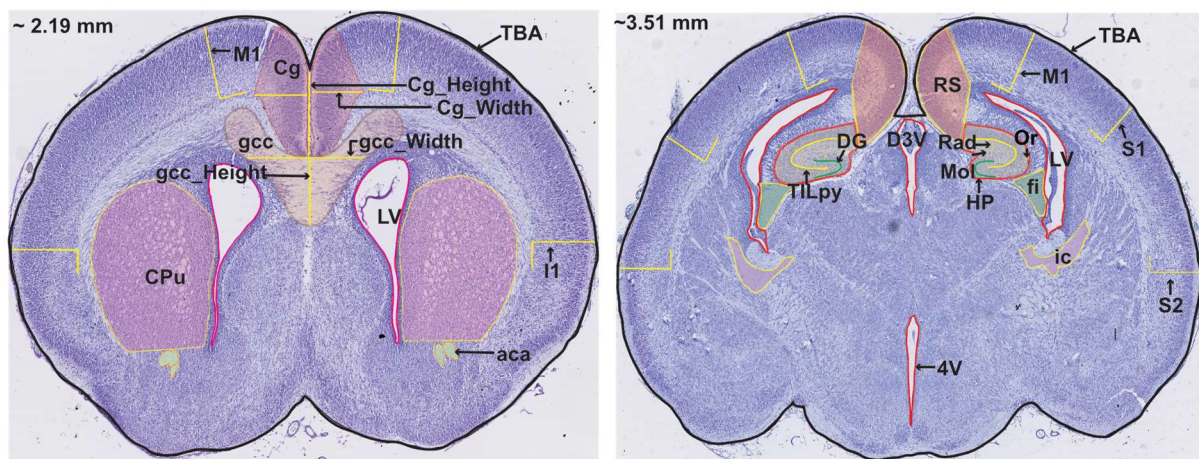 ~ 2.19 mm
TBA
M1
Cg
Cg_Height
Cg_Width
gcc
gcc_Width
gcc_Height
LV
CPu
I1
aca
~3.51 mm
TBA
M1
RS
S1
DG
D3V
Rad
Or
LV
Mol
TILpy
HP
fi
ic
S2
4V